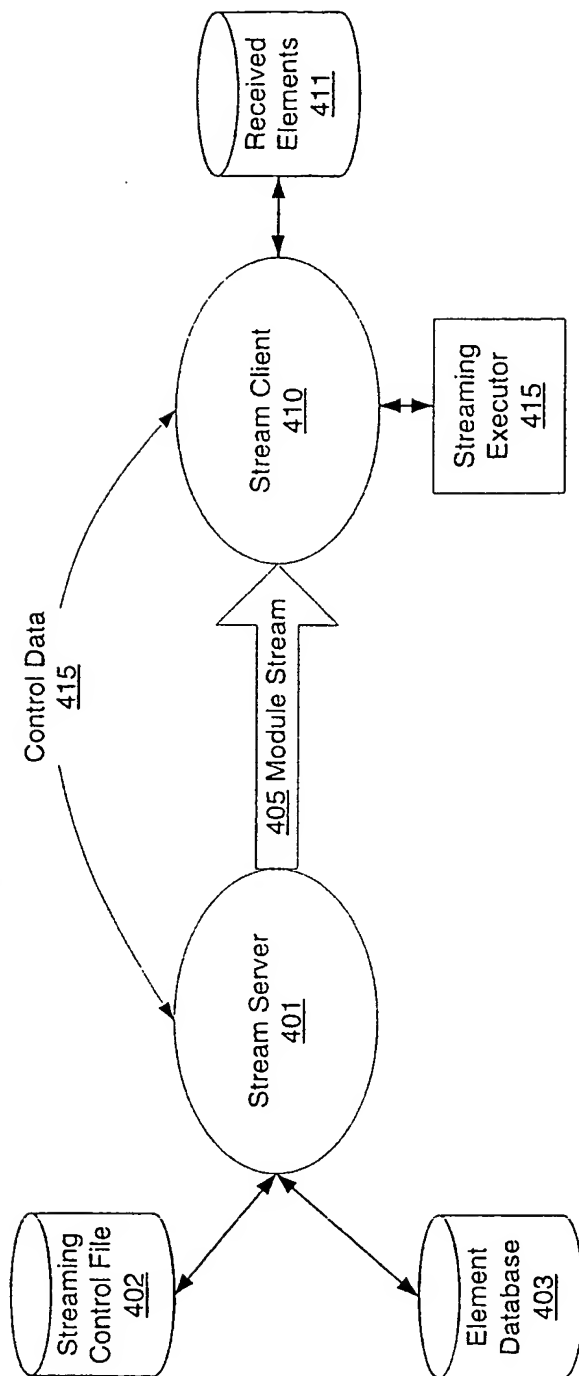 Control Data
415
Streaming
Control File
402
Element
Database
403
Stream Server
401
405 Module Stream
Stream Client
410
Received
Elements
411
Streaming
Executor
415